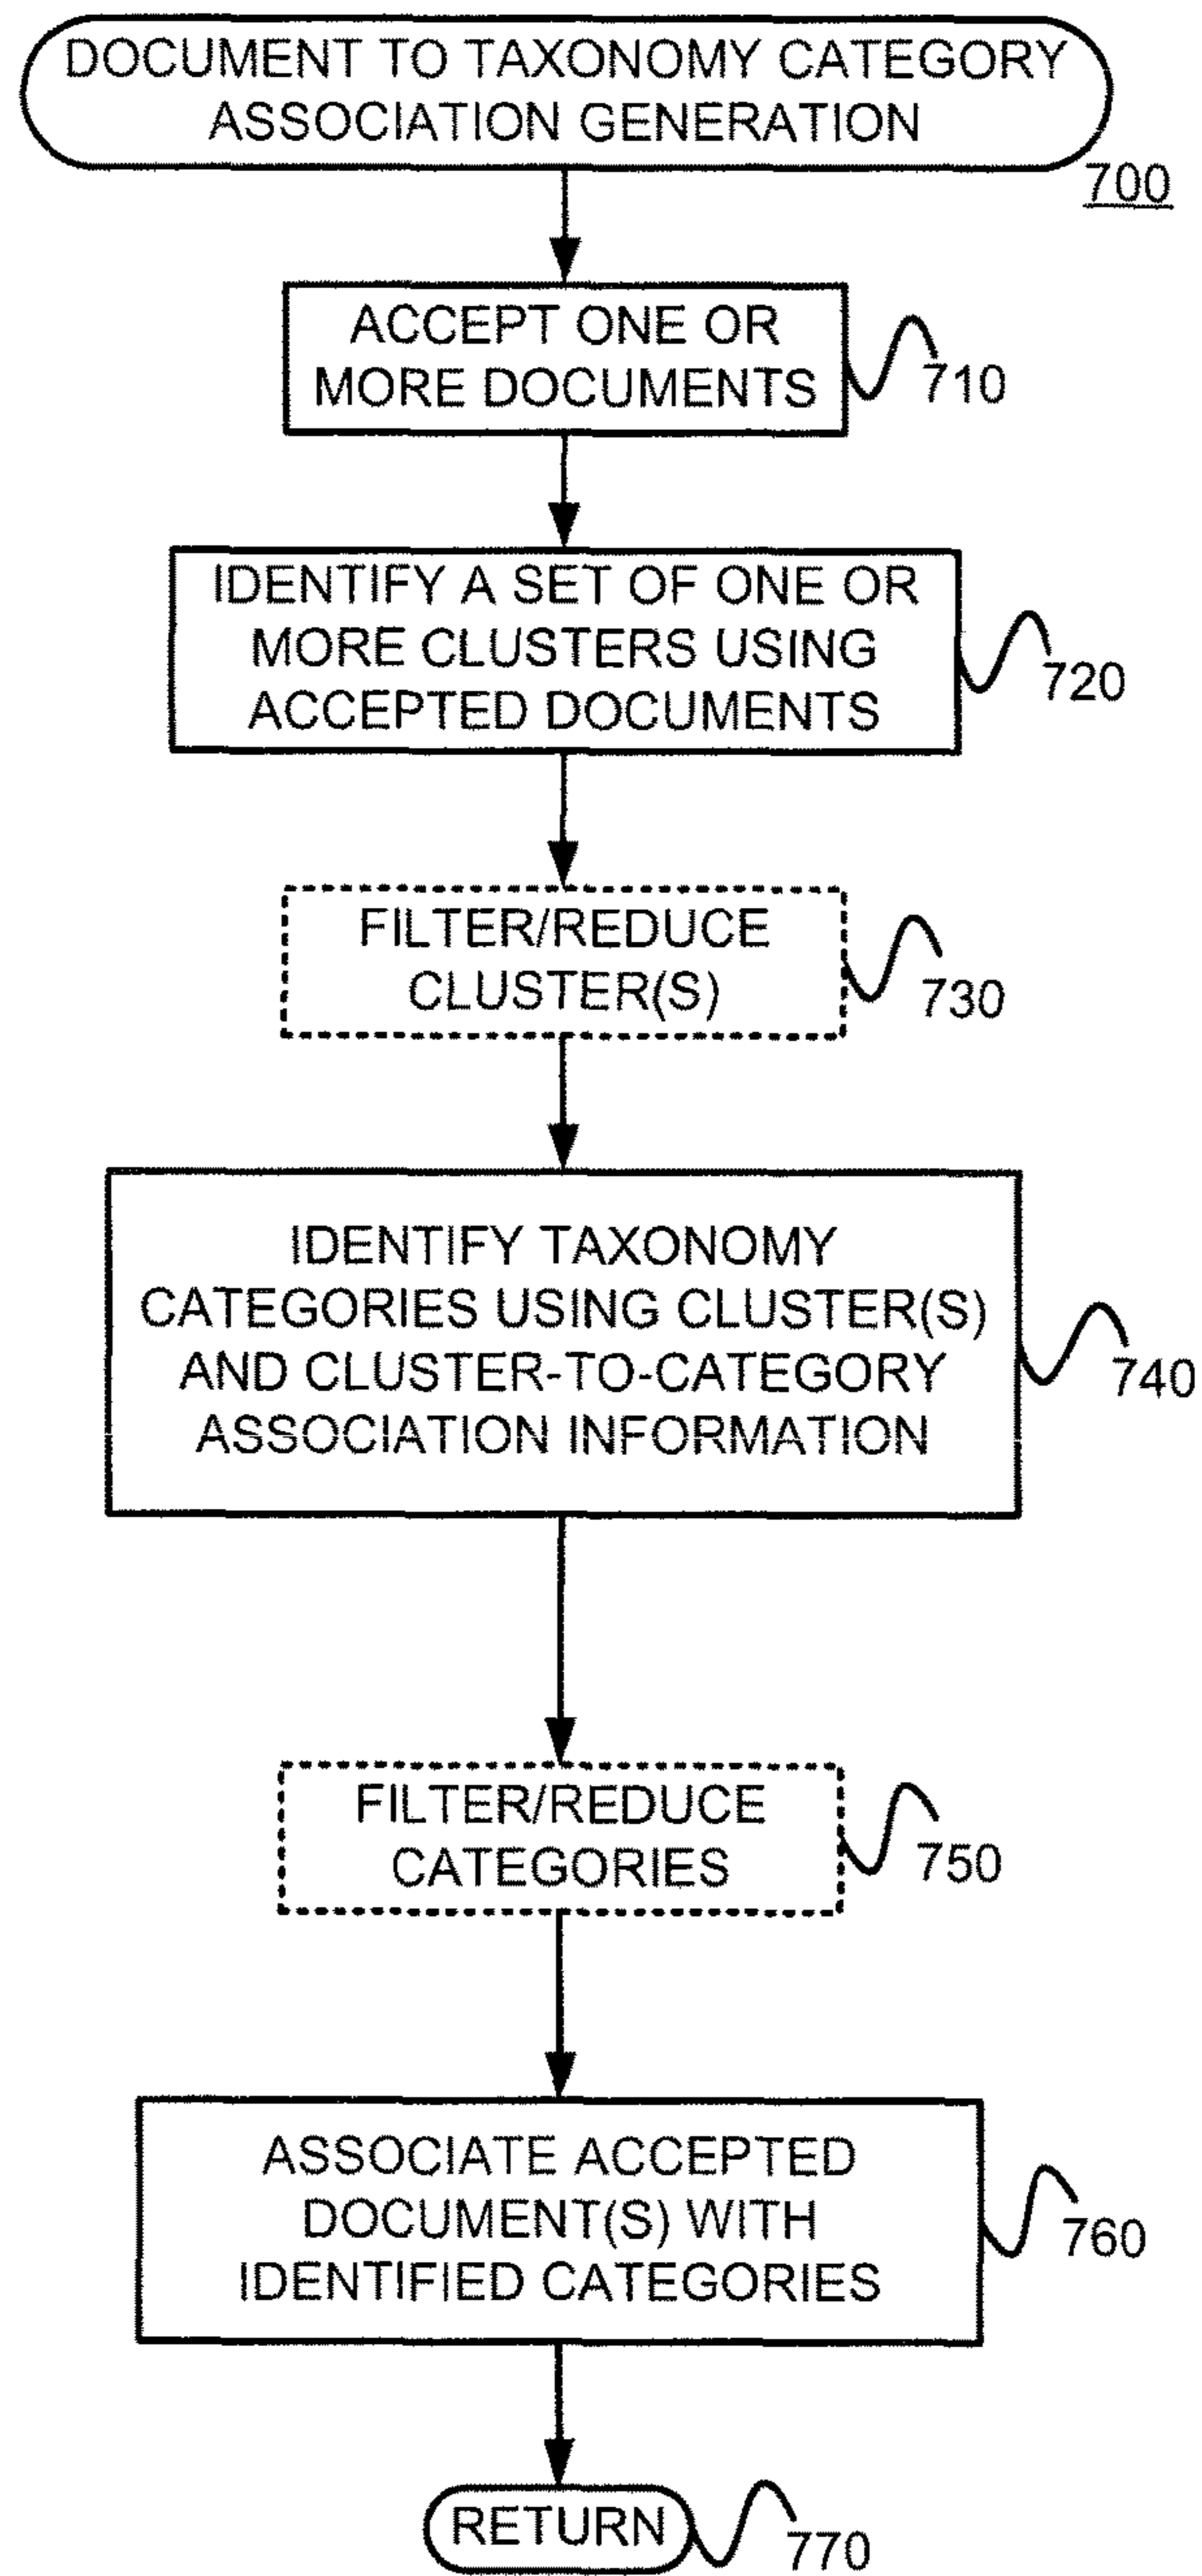 DOCUMENT TO TAXONOMY CATEGORY
ASSOCIATION GENERATION
700
ACCEPT ONE OR
MORE DOCUMENTS
710
IDENTIFY A SET OF ONE OR
MORE CLUSTERS USING
ACCEPTED DOCUMENTS
720
FILTER/REDUCE
CLUSTER(S)
730
IDENTIFY TAXONOMY
CATEGORIES USING CLUSTER(S)
AND CLUSTER-TO-CATEGORY
ASSOCIATION INFORMATION
740
FILTER/REDUCE
CATEGORIES
750
ASSOCIATE ACCEPTED
DOCUMENT(S) WITH
IDENTIFIED CATEGORIES
760
RETURN
770